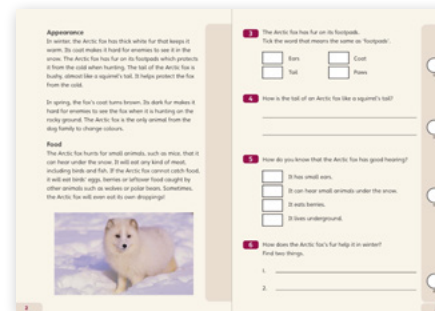 Appearance
In winter, the Arctic fox has thick white fur that keeps it
warm. Its coat makes it hard for enemies to see it in the
snow. The Arctic fox has fur on its footpads which protects
it from the cold when hunting. The tail of the Arctic fox is
bushy, almost like a squirrel's tail. It helps protect the fox
from the cold.
In spring, the fox's coat turns brown. Its dark fur makes it
hard for enemies to see the fox when it is hunting on the
rocky ground. The Arctic fox is the only animal from the
dog family to change colours.
Food
The Arctic fox hunts for small animals, such as mice, that it
can hear under the snow. It will eat any kind of meat,
including birds and fish. If the Arctic fox cannot catch food,
it will eat birds' eggs, berries or leftover food caught by
other animals such as wolves or polar bears. Sometimes,
the Arctic fox will even eat its own droppings!
2
3 The Arctic fox has fur on its footpads.
Tick the word that means the same as 'footpads'.
Ears Coat
Tail Paws
4 How is the tail of an Arctic fox like a squirrel's tail?
5 How do you know that the Arctic fox has good hearing?
It has small ears.
It can hear small animals under the snow.
It eats berries.
It lives underground.
6 How does the Arctic fox's fur help it in winter?
Find two things.
1.
2.